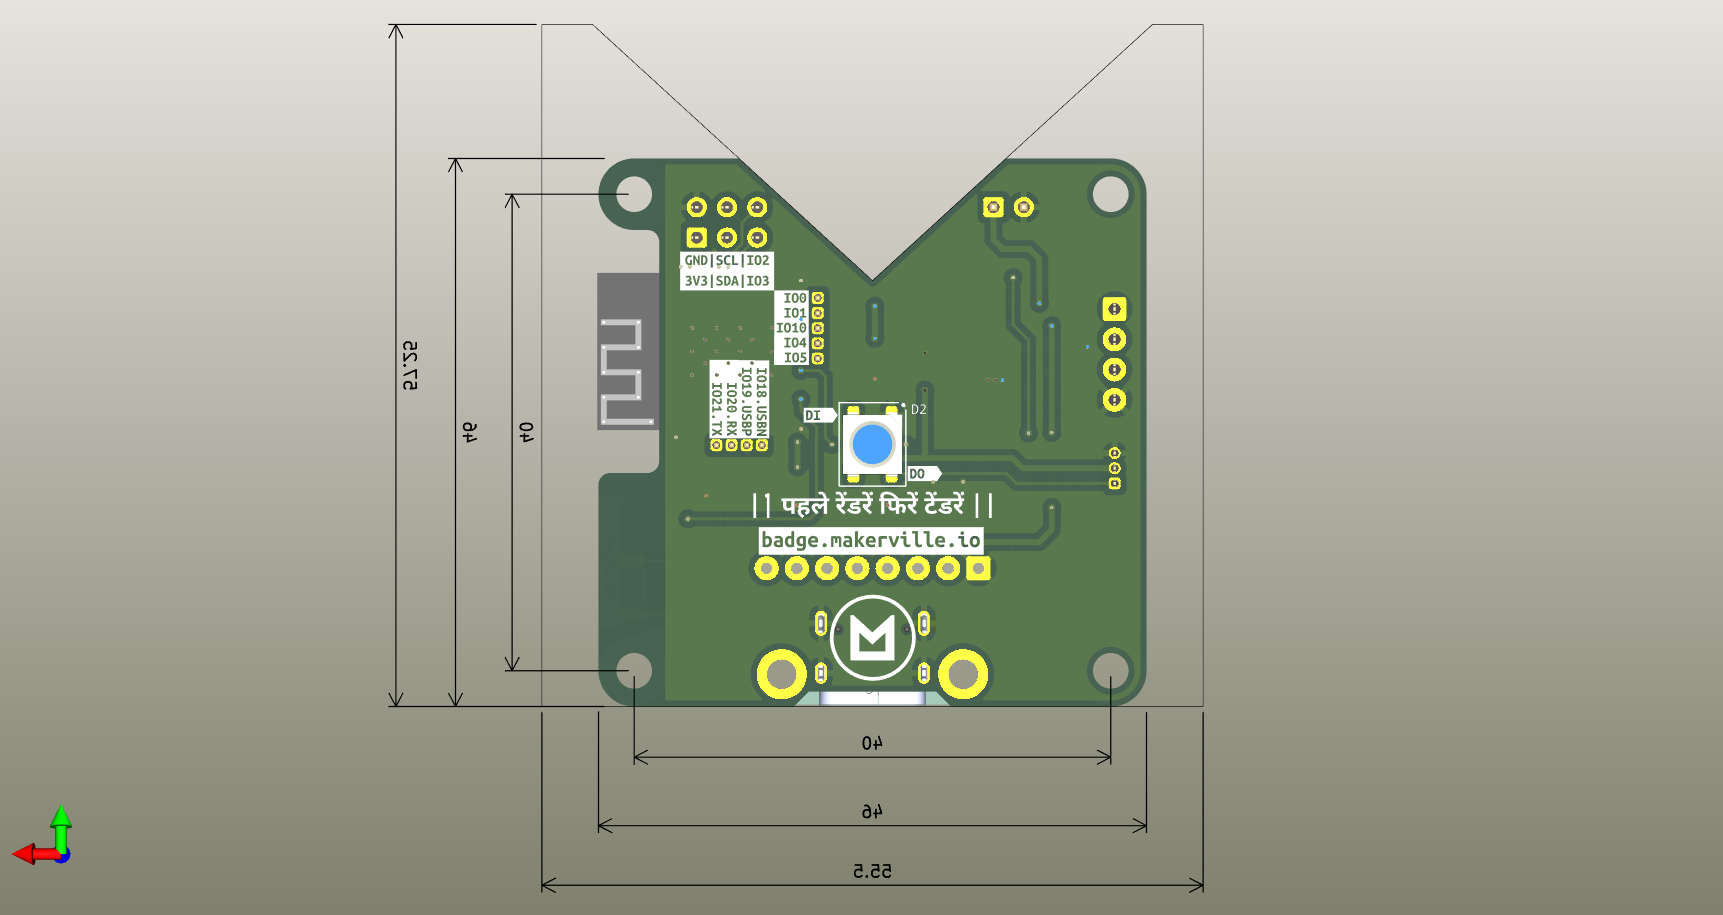 GND|SCL|IO2
3V3|SDA|IO3
IO0
IO1
IO10
IO4
IO5
IO21.TX
IO20.RX
IO19.USBP
IO18.USBN
DI
D2
DO
|| पहले रेंडरें फिरें टेंडरें ||
badge.makerville.io
57.25
46
40
40
46
55.5